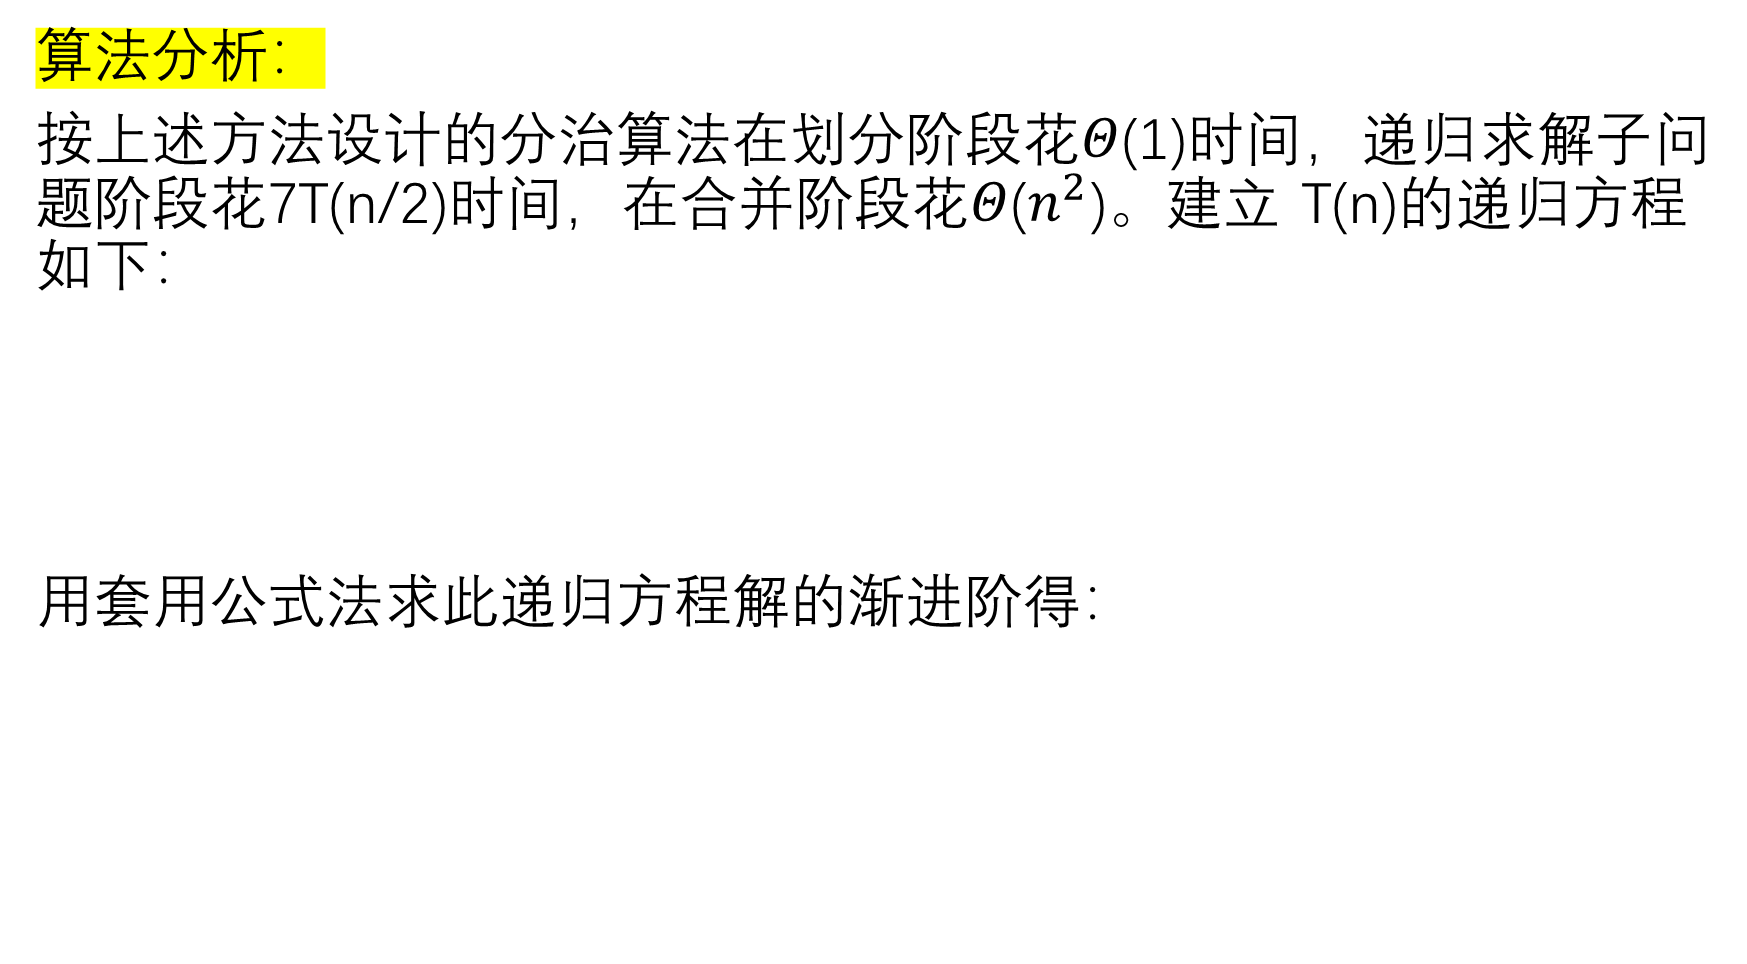 算法分析：
按上述方法设计的分治算法在划分阶段花Θ(1)时间，递归求解子问
题阶段花7T(n/2)时间，在合并阶段花Θ(n²)。建立 T(n)的递归方程
如下：
用套用公式法求此递归方程解的渐进阶得：